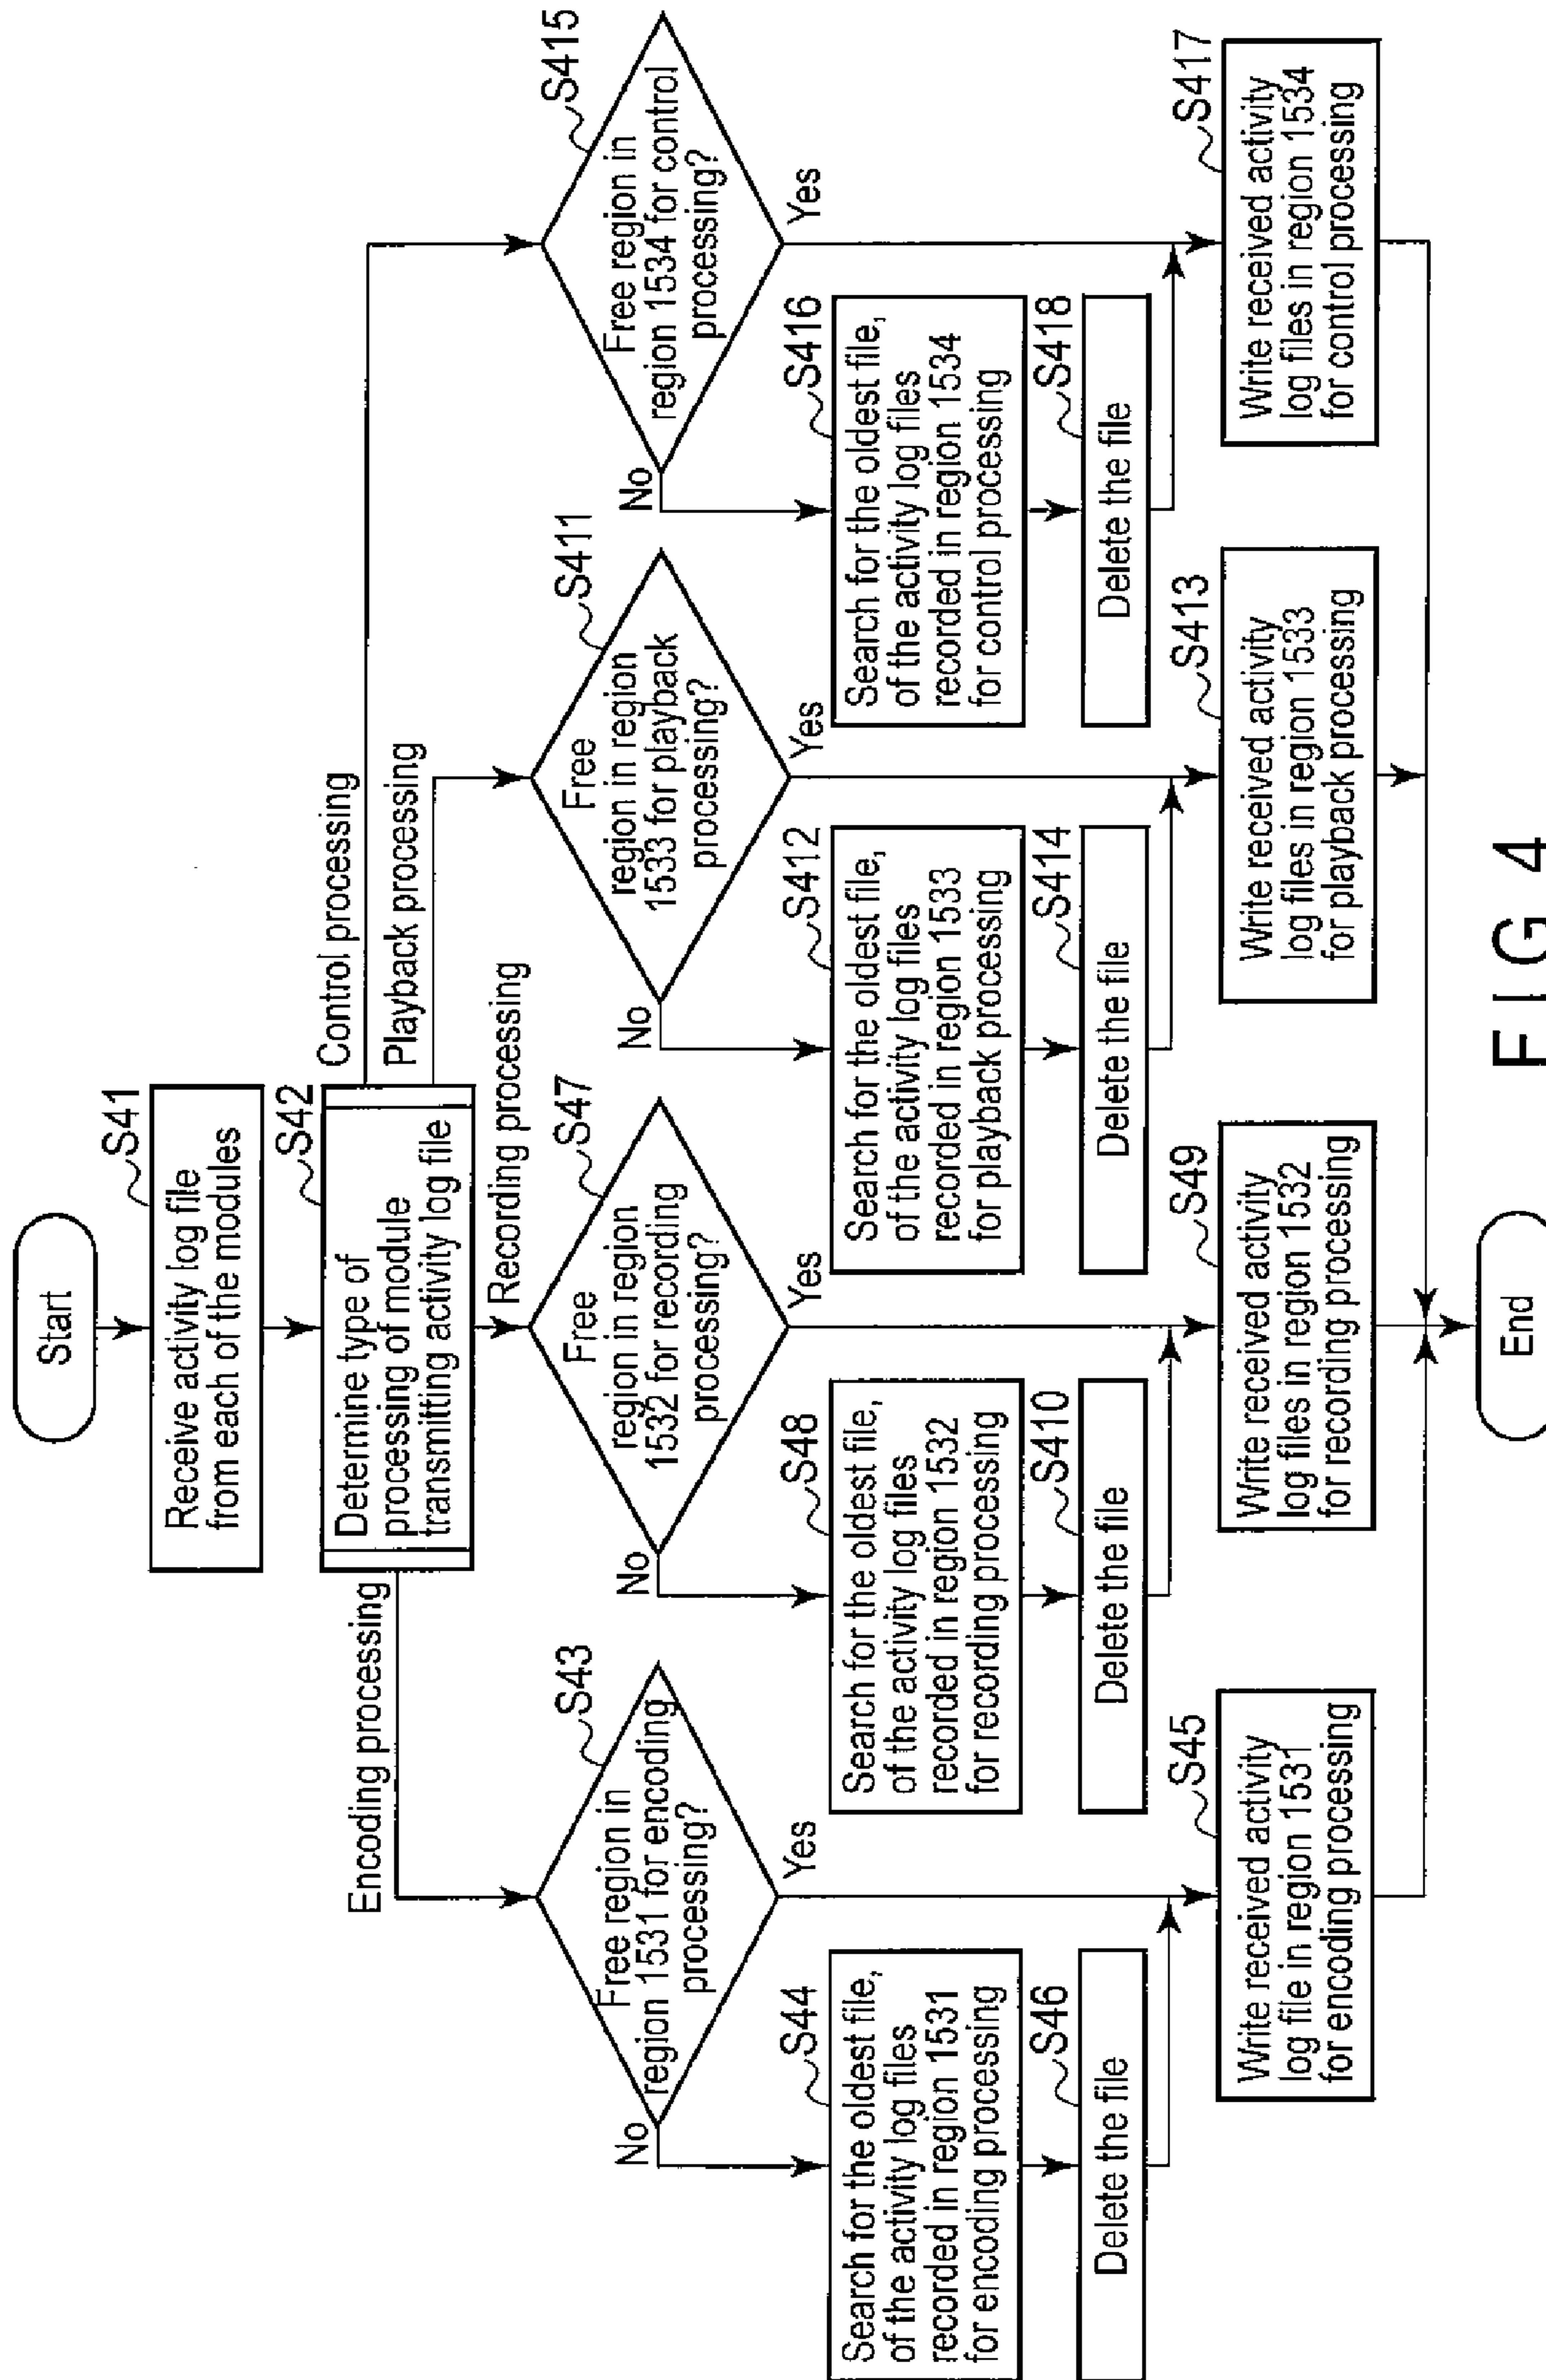 Start
S41
Receive activity log file
from each of the modules
S42
Determine type of
processing of module
transmitting activity log file
Encoding processing
Recording processing
Playback processing
Control processing
S43
Free region in
region 1531 for encoding
processing?
No
Yes
S44
Search for the oldest file,
of the activity log files
recorded in region 1531
for encoding processing
S46
Delete the file
S45
Write received activity
log file in region 1531
for encoding processing
S47
Free
region in region
1532 for recording
processing?
No
Yes
S48
Search for the oldest file,
of the activity log files
recorded in region 1532
for recording processing
S410
Delete the file
S49
Write received activity
log files in region 1532
for recording processing
S411
Free
region in region
1533 for playback
processing?
No
Yes
S412
Search for the oldest file,
of the activity log files
recorded in region 1533
for playback processing
S414
Delete the file
S413
Write received activity
log files in region 1533
for playback processing
S415
Free region in
region 1534 for control
processing?
No
Yes
S416
Search for the oldest file,
of the activity log files
recorded in region 1534
for control processing
S418
Delete the file
S417
Write received activity
log files in region 1534
for control processing
End
FIG 4